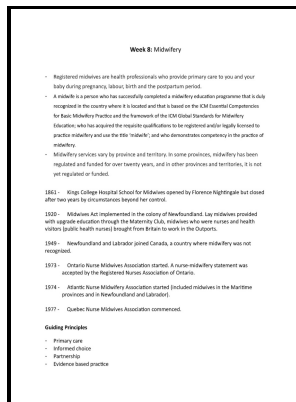 Week 8: Midwifery
- Registered midwives are health professionals who provide primary care to you and your
baby during pregnancy, labour, birth and the postpartum period.
- A midwife is a person who has successfully completed a midwifery education programme that is duly
recognized in the country where it is located and that is based on the ICM Essential Competencies
for Basic Midwifery Practice and the framework of the ICM Global Standards for Midwifery
Education; who has acquired the requisite qualifications to be registered and/or legally licensed to
practice midwifery and use the title 'midwife'; and who demonstrates competency in the practice of
midwifery.
- Midwifery services vary by province and territory. In some provinces, midwifery has been
regulated and funded for over twenty years, and in other provinces and territories, it is not
yet regulated or funded.
1861 - Kings College Hospital School for Midwives opened by Florence Nightingale but closed
after two years by circumstances beyond her control.
1920 - Midwives Act implemented in the colony of Newfoundland. Lay midwives provided
with upgrade education through the Maternity Club, midwives who were nurses and health
visitors (public health nurses) brought from Britain to work in the Outports.
1949 - Newfoundland and Labrador joined Canada, a country where midwifery was not
recognized.
1973 - Ontario Nurse Midwives Association started. A nurse-midwifery statement was
accepted by the Registered Nurses Association of Ontario.
1974 - Atlantic Nurse Midwifery Association started (included midwives in the Maritime
provinces and in Newfoundland and Labrador).
1977 - Quebec Nurse Midwives Association commenced.
Guiding Principles
- Primary care
- Informed choice
- Partnership
- Evidence based practice